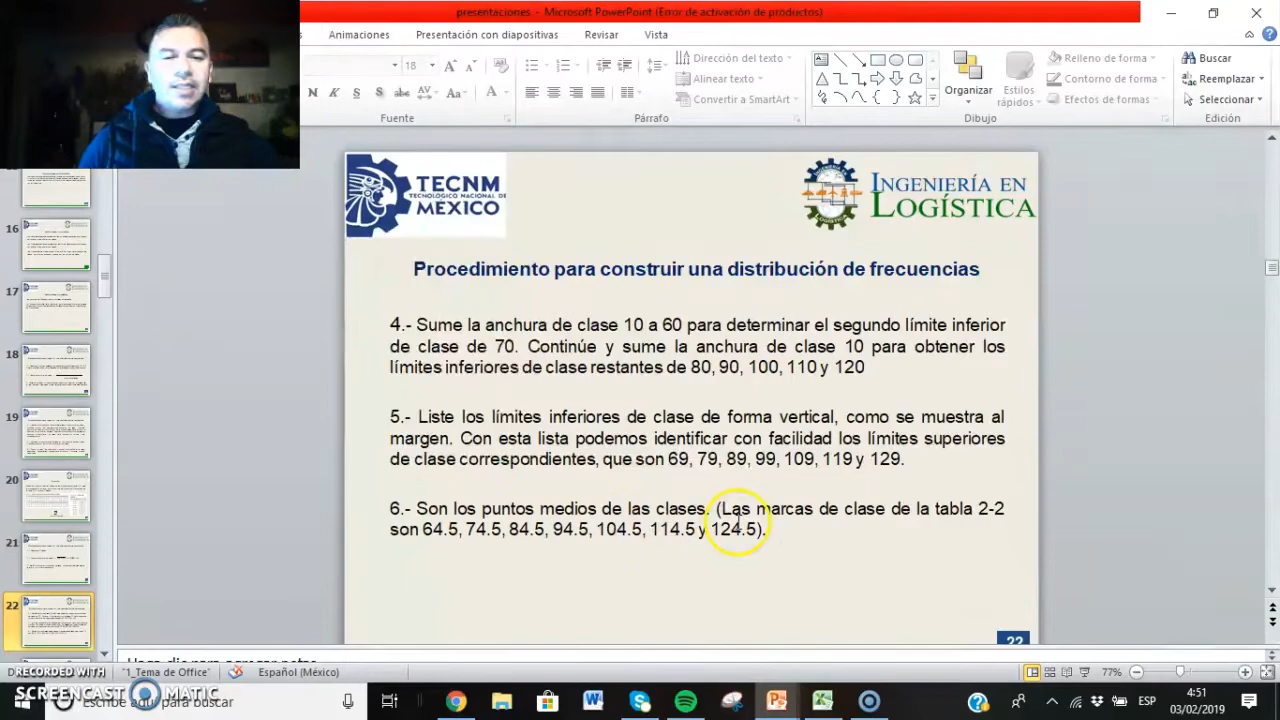 presentaciones - Microsoft PowerPoint (Error de activación de productos)
Animaciones Presentación con diapositivas Revisar Vista
18
Dirección del texto
Alinear texto
Convertir a SmartArt
N K S S abc AV Aa A
Organizar
Estilos rápidos
Relleno de forma
Contorno de forma
Efectos de formas
Buscar
Reemplazar
Seleccionar
Fuente Párrafo Dibujo Edición
16
17
18
19
20
21
22
TECNM
TECNOLÓGICO NACIONAL DE
MÉXICO
INGENIERÍA EN
LOGÍSTICA
Procedimiento para construir una distribución de frecuencias
4.- Sume la anchura de clase 10 a 60 para determinar el segundo límite inferior
de clase de 70. Continúe y sume la anchura de clase 10 para obtener los
límites inferiores de clase restantes de 80, 90, 100, 110 y 120
5.- Liste los límites inferiores de clase de forma vertical, como se muestra al
margen. Con esta lista podemos identificar con facilidad los límites superiores
de clase correspondientes, que son 69, 79, 89, 99, 109, 119 y 129.
6.- Son los puntos medios de las clases. (Las marcas de clase de la tabla 2-2
son 64.5, 74.5, 84.5, 94.5, 104.5, 114.5 y 124.5).
22
"1_Tema de Office" Español (México) 77%
RECORDED WITH
SCREENCAST MATIC
Escribe aquí para buscar
ESP
4:51
03/02/2019